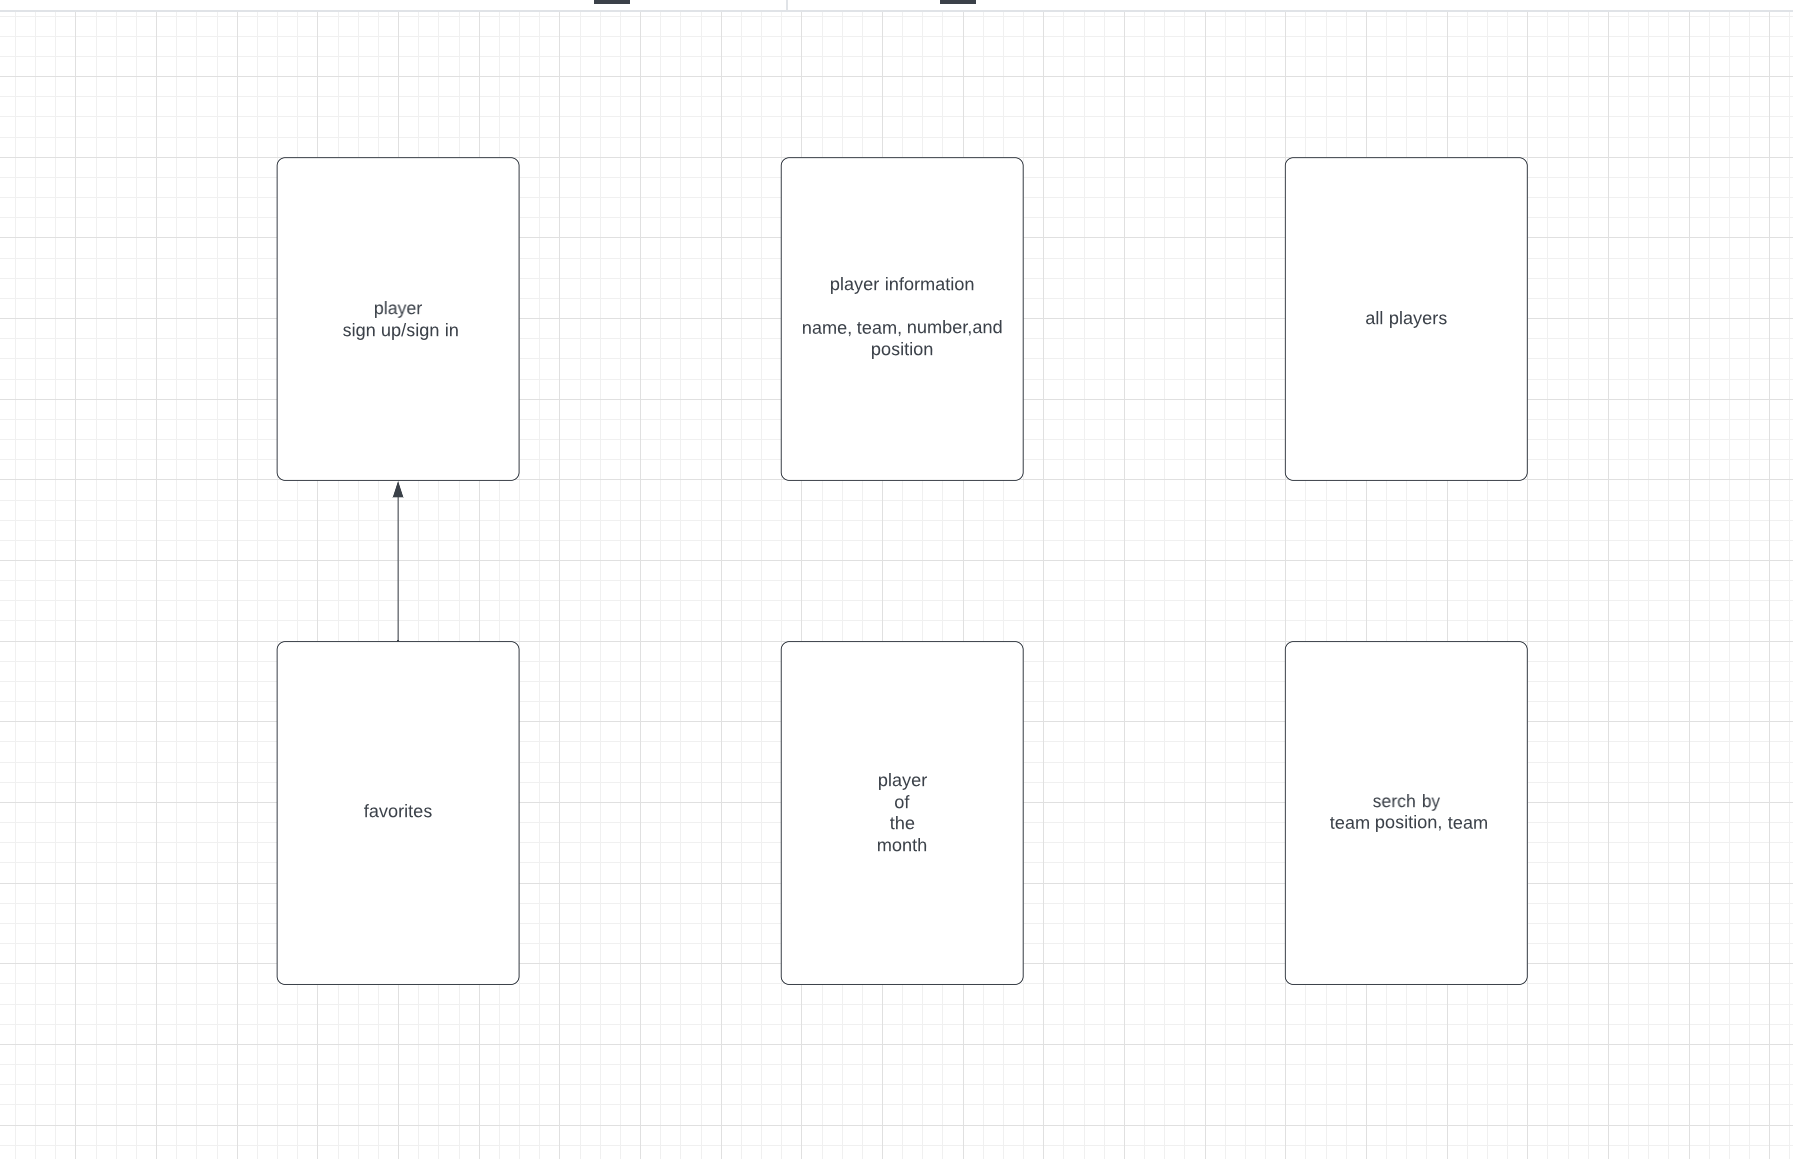 player
sign up/sign in
player information
name, team, number,and
position
all players
favorites
player
of
the
month
serch by
team position, team